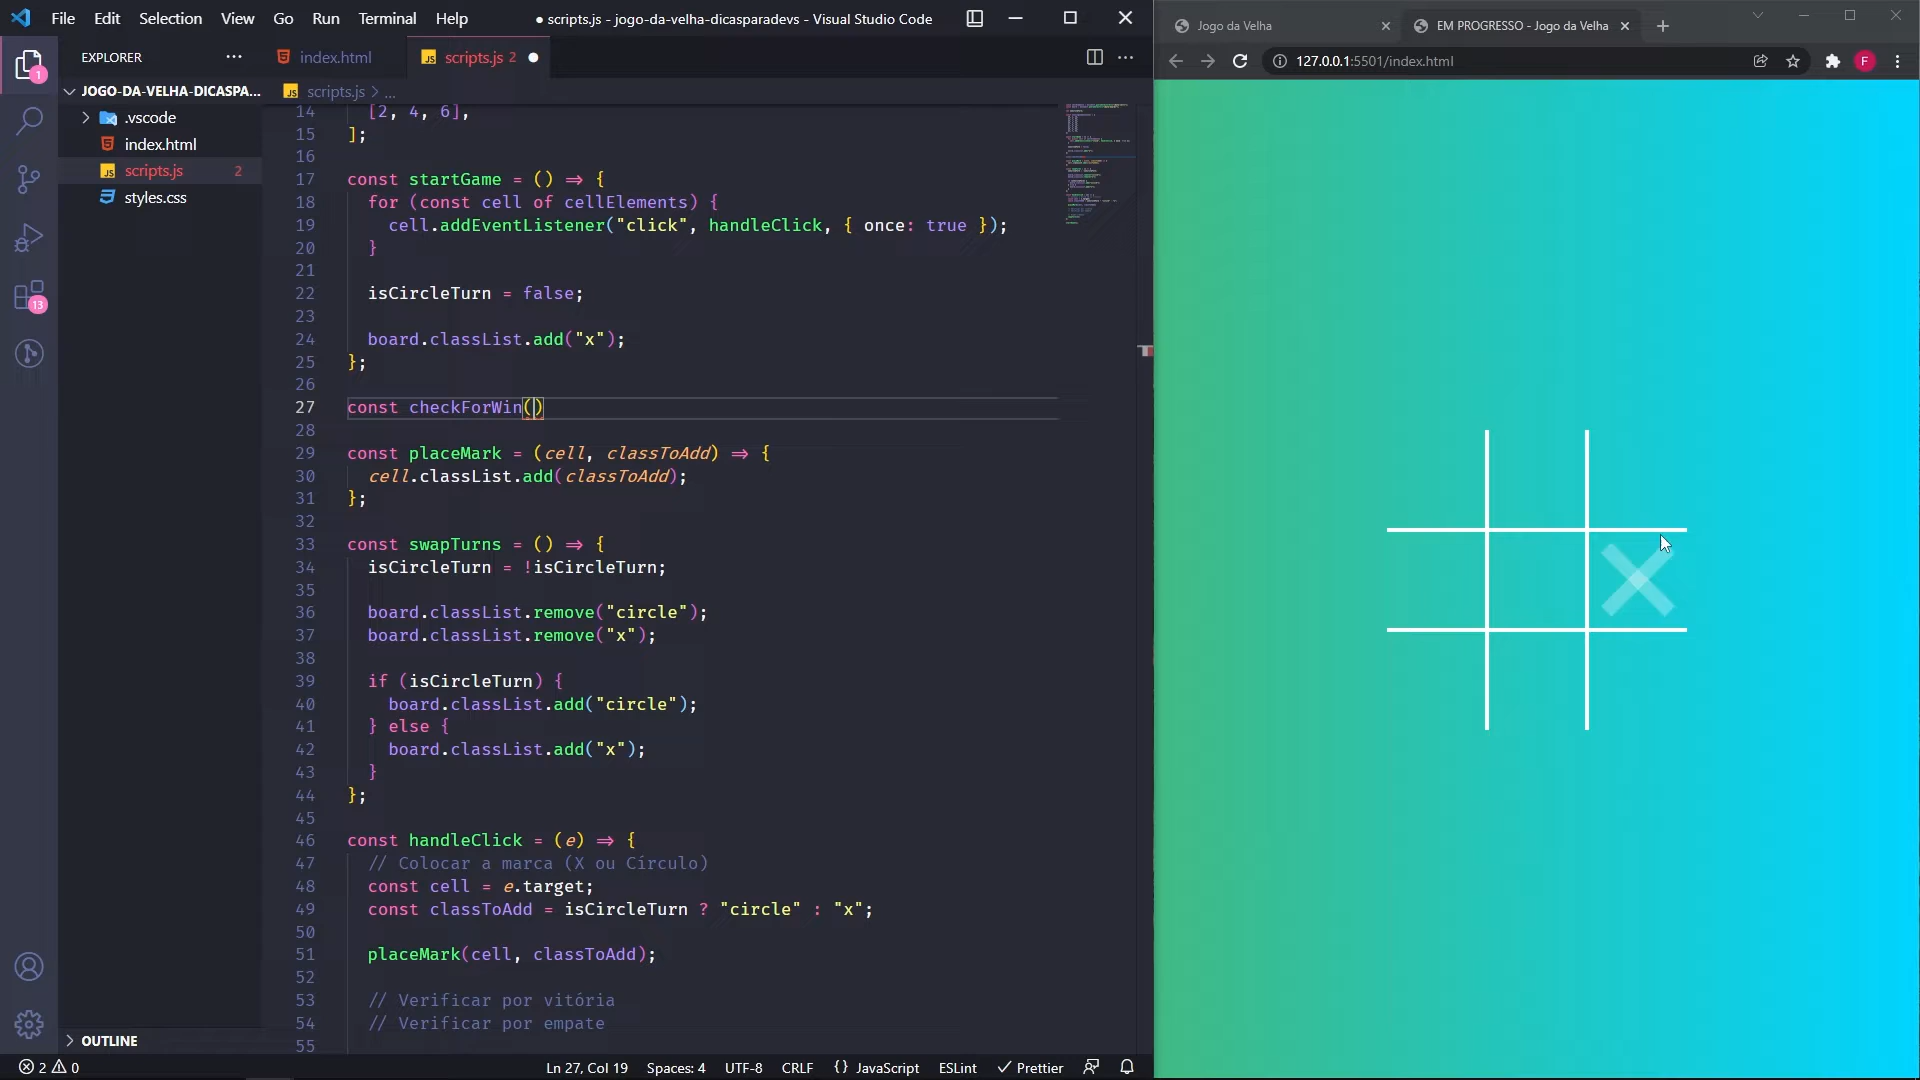 File Edit Selection View Go Run Terminal Help
● scripts.js - jogo-da-velha-dicasparadevs - Visual Studio Code
EXPLORER
index.html
JS scripts.js 2
JOGO-DA-VELHA-DICASPA...
JS scripts.js > ...
.vscode
index.html
JS scripts.js 2
styles.css
1
13
14 [2, 4, 6],
15 ];
16
17 const startGame = () ⇒ {
18 for (const cell of cellElements) {
19 cell.addEventListener("click", handleClick, { once: true });
20 }
21
22 isCircleTurn = false;
23
24 board.classList.add("x");
25 };
26
27 const checkForWin()
28
29 const placeMark = (cell, classToAdd) ⇒ {
30 cell.classList.add(classToAdd);
31 };
32
33 const swapTurns = () ⇒ {
34 isCircleTurn = !isCircleTurn;
35
36 board.classList.remove("circle");
37 board.classList.remove("x");
38
39 if (isCircleTurn) {
40 board.classList.add("circle");
41 } else {
42 board.classList.add("x");
43 }
44 };
45
46 const handleClick = (e) ⇒ {
47 // Colocar a marca (X ou Círculo)
48 const cell = e.target;
49 const classToAdd = isCircleTurn ? "circle" : "x";
50
51 placeMark(cell, classToAdd);
52
53 // Verificar por vitória
54 // Verificar por empate
55
OUTLINE
2 0
Ln 27, Col 19 Spaces: 4 UTF-8 CRLF {} JavaScript ESLint Prettier
Jogo da Velha
EM PROGRESSO - Jogo da Velha
127.0.0.1:5501/index.html
F